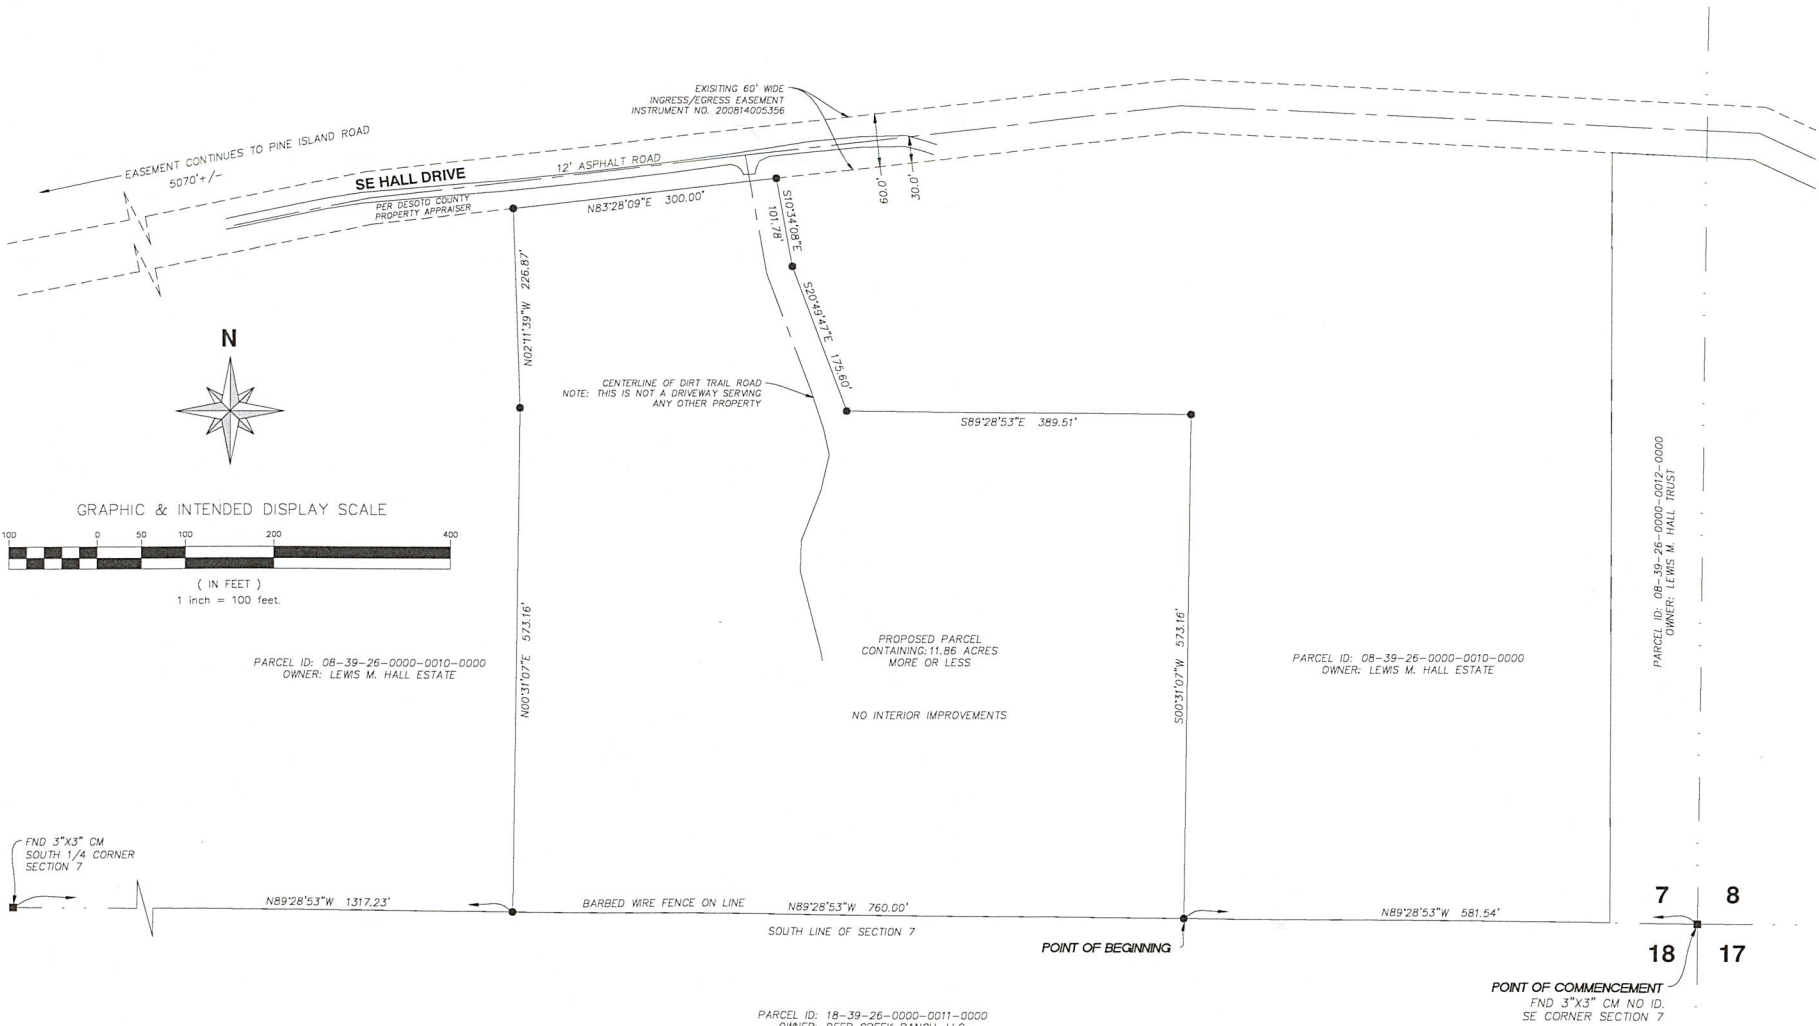 EXISITING 60' WIDE
INGRESS/EGRESS EASEMENT
INSTRUMENT NO. 200814005356
EASEMENT CONTINUES TO PINE ISLAND ROAD
5070'+/-
SE HALL DRIVE
12' ASPHALT ROAD
PER DESOTO COUNTY
PROPERTY APPRAISER
N83°28'09"E 300.00'
60.0'
30.0'
S10°34'08"E
101.78'
N02°11'39"W 226.87'
S20°49'47"E 175.60'
N
CENTERLINE OF DIRT TRAIL ROAD
NOTE: THIS IS NOT A DRIVEWAY SERVING
ANY OTHER PROPERTY
S89°28'53"E 389.51'
GRAPHIC & INTENDED DISPLAY SCALE
100 0 50 100 200 400
( IN FEET )
1 inch = 100 feet.
PARCEL ID: 08-39-26-0000-0012-0000
OWNER: LEWIS M. HALL TRUST
N00°31'07"E 573.16'
PROPOSED PARCEL
CONTAINING: 11.86 ACRES
MORE OR LESS
S00°31'07"W 573.16'
PARCEL ID: 08-39-26-0000-0010-0000
OWNER: LEWIS M. HALL ESTATE
PARCEL ID: 08-39-26-0000-0010-0000
OWNER: LEWIS M. HALL ESTATE
NO INTERIOR IMPROVEMENTS
FND 3"X3" CM
SOUTH 1/4 CORNER
SECTION 7
N89°28'53"W 1317.23'
BARBED WIRE FENCE ON LINE
N89°28'53"W 760.00'
N89°28'53"W 581.54'
7 8
18 17
SOUTH LINE OF SECTION 7
POINT OF BEGINNING
POINT OF COMMENCEMENT
FND 3"X3" CM NO ID.
SE CORNER SECTION 7
PARCEL ID: 18-39-26-0000-0011-0000
OWNER: DEEP CREEK RANCH LLC